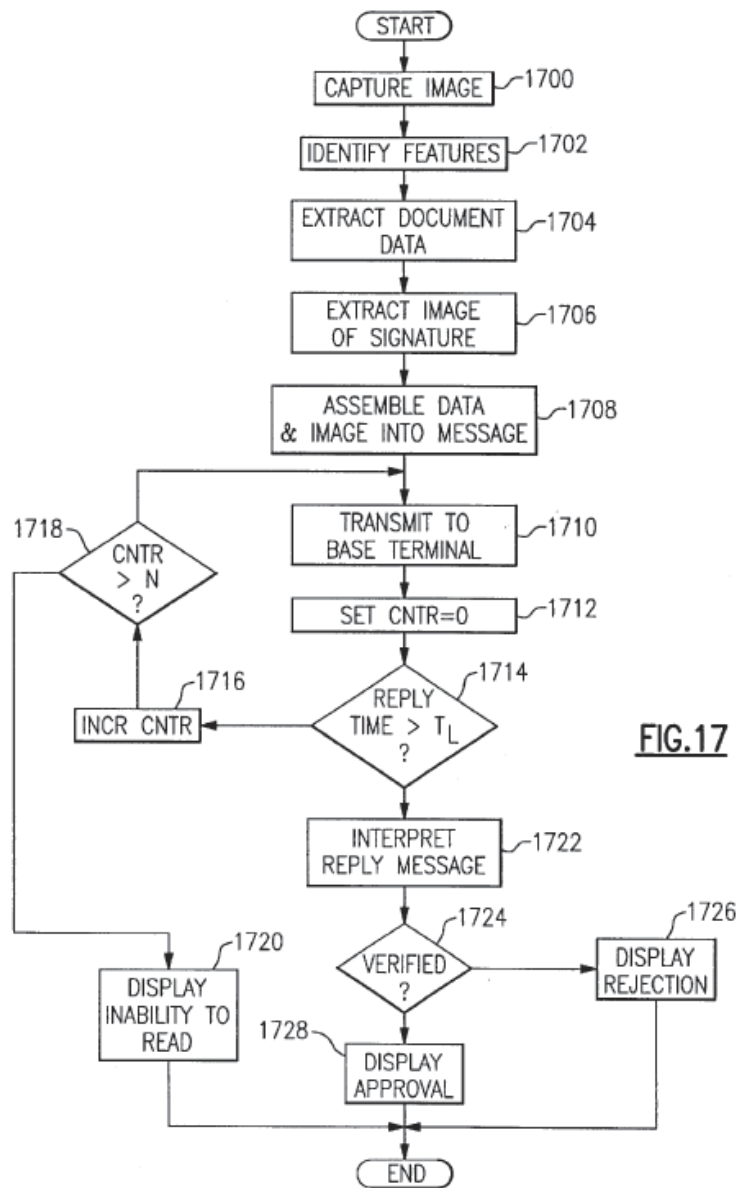 START
CAPTURE IMAGE
1700
IDENTIFY FEATURES
1702
EXTRACT DOCUMENT
DATA
1704
EXTRACT IMAGE
OF SIGNATURE
1706
ASSEMBLE DATA
& IMAGE INTO MESSAGE
1708
TRANSMIT TO
BASE TERMINAL
1710
SET CNTR=0
1712
REPLY
TIME > TL
?
1714
INCR CNTR
1716
CNTR
> N
?
1718
FIG.17
INTERPRET
REPLY MESSAGE
1722
VERIFIED
?
1724
DISPLAY
REJECTION
1726
DISPLAY
INABILITY TO
READ
1720
DISPLAY
APPROVAL
1728
END